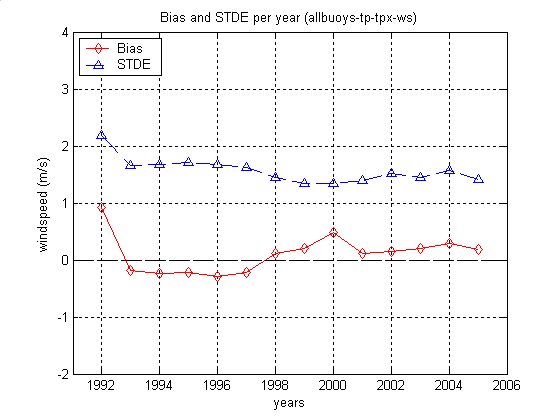 Bias and STDE per year (allbuoys-tp-tpx-ws)
Bias
STDE
4
3
2
1
0
-1
-2
windspeed (m/s)
1992 1994 1996 1998 2000 2002 2004 2006
years